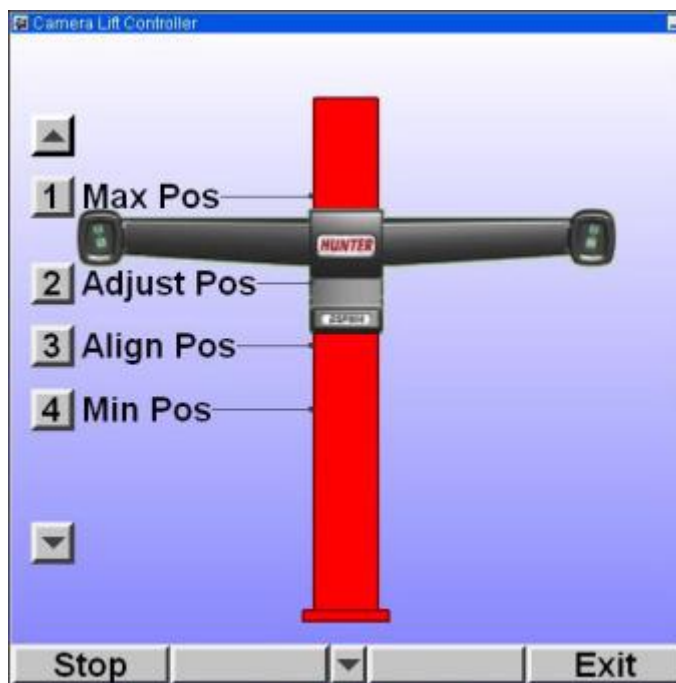 Camera Lift Controller
1 Max Pos
HUNTER
2 Adjust Pos
3 Align Pos
4 Min Pos
Stop
Exit